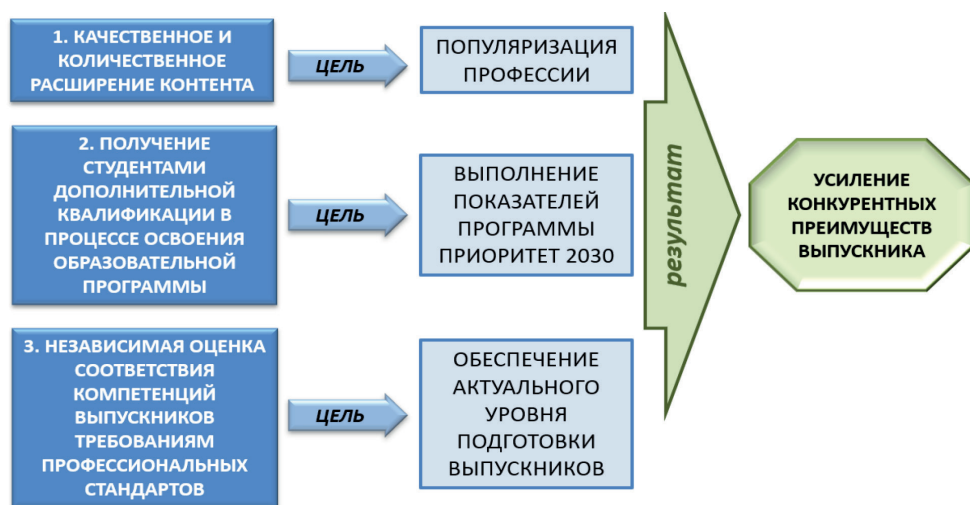 1. КАЧЕСТВЕННОЕ И
КОЛИЧЕСТВЕННОЕ
РАСШИРЕНИЕ КОНТЕНТА
ЦЕЛЬ
ПОПУЛЯРИЗАЦИЯ
ПРОФЕССИИ
2. ПОЛУЧЕНИЕ
СТУДЕНТАМИ
ДОПОЛНИТЕЛЬНОЙ
КВАЛИФИКАЦИИ В
ПРОЦЕССЕ ОСВОЕНИЯ
ОБРАЗОВАТЕЛЬНОЙ
ПРОГРАММЫ
ЦЕЛЬ
ВЫПОЛНЕНИЕ
ПОКАЗАТЕЛЕЙ
ПРОГРАММЫ
ПРИОРИТЕТ 2030
3. НЕЗАВИСИМАЯ ОЦЕНКА
СООТВЕТСТВИЯ
КОМПЕТЕНЦИЙ
ВЫПУСКНИКОВ
ТРЕБОВАНИЯМ
ПРОФЕССИОНАЛЬНЫХ
СТАНДАРТОВ
ЦЕЛЬ
ОБЕСПЕЧЕНИЕ
АКТУАЛЬНОГО
УРОВНЯ
ПОДГОТОВКИ
ВЫПУСКНИКОВ
результат
УСИЛЕНИЕ
КОНКУРЕНТНЫХ
ПРЕИМУЩЕСТВ
ВЫПУСКНИКА